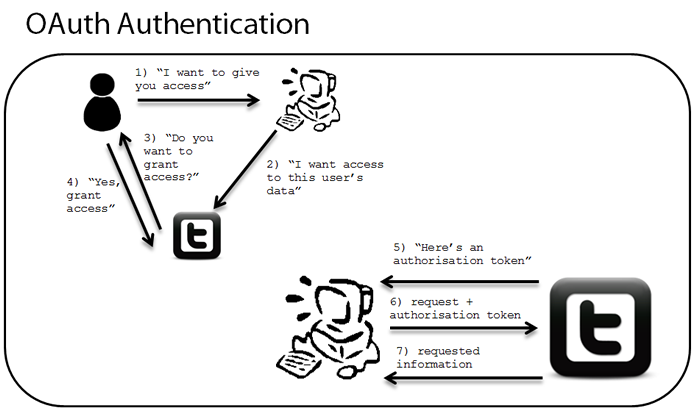 OAuth Authentication
1) “I want to give
you access”
3) “Do you
want to
grant
access?”
2) “I want access
to this user’s
data”
4) “Yes,
grant
access”
t
5) “Here’s an
authorisation token”
6) request +
authorisation token
t
7) requested
information